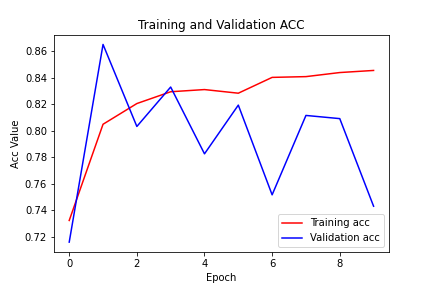 Training and Validation ACC
Acc Value
0.86
0.84
0.82
0.80
0.78
0.76
0.74
0.72
Training acc
Validation acc
0 2 4 6 8
Epoch